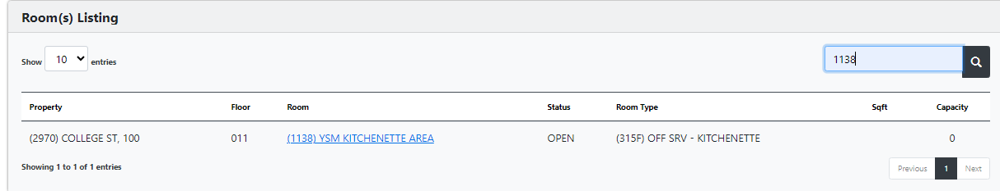 Room(s) Listing
Show 10 entries
1138
Property Floor Room Status Room Type Sqft Capacity
(2970) COLLEGE ST, 100 011 (1138) YSM KITCHENETTE AREA OPEN (315F) OFF SRV - KITCHENETTE 0
Showing 1 to 1 of 1 entries
Previous 1 Next